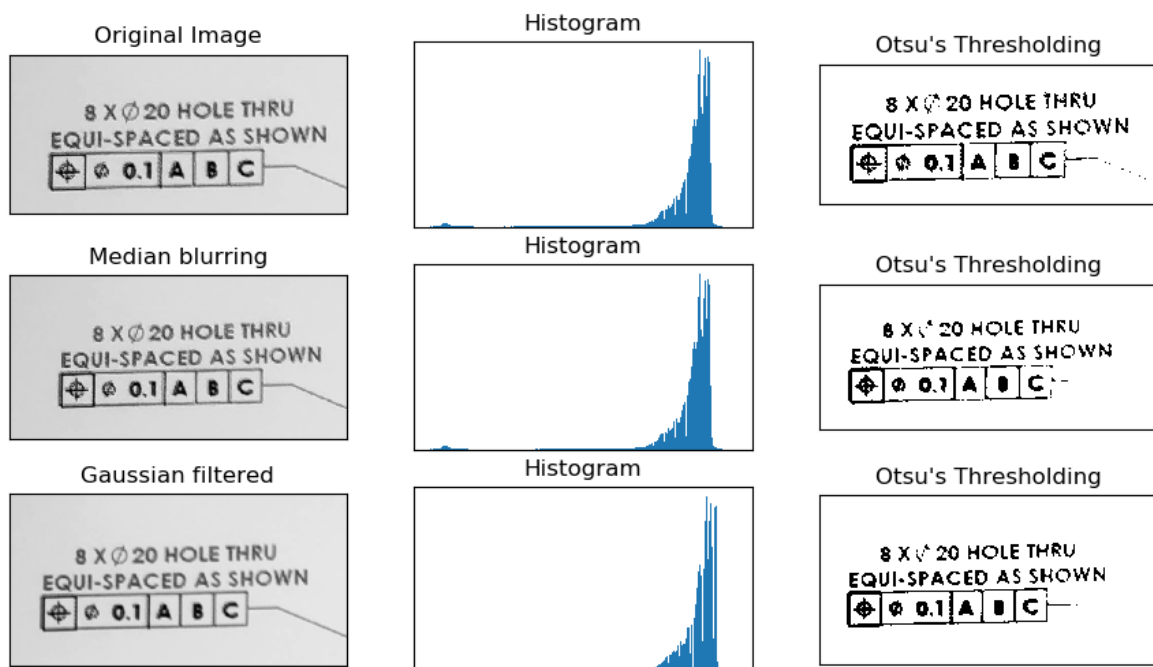 Original Image
Histogram
Otsu's Thresholding
8 X ∅ 20 HOLE THRU
EQUI-SPACED AS SHOWN
⌖ ∅ 0.1 A B C
8 X ∅ 20 HOLE THRU
EQUI-SPACED AS SHOWN
⌖ ∅ 0.1 A B C
Median blurring
Histogram
Otsu's Thresholding
8 X ∅ 20 HOLE THRU
EQUI-SPACED AS SHOWN
⌖ ∅ 0.1 A B C
8 X ∅ 20 HOLE THRU
EQUI-SPACED AS SHOWN
⌖ ∅ 0.1 A B C
Gaussian filtered
Histogram
Otsu's Thresholding
8 X ∅ 20 HOLE THRU
EQUI-SPACED AS SHOWN
⌖ ∅ 0.1 A B C
8 X ∅ 20 HOLE THRU
EQUI-SPACED AS SHOWN
⌖ ∅ 0.1 A B C